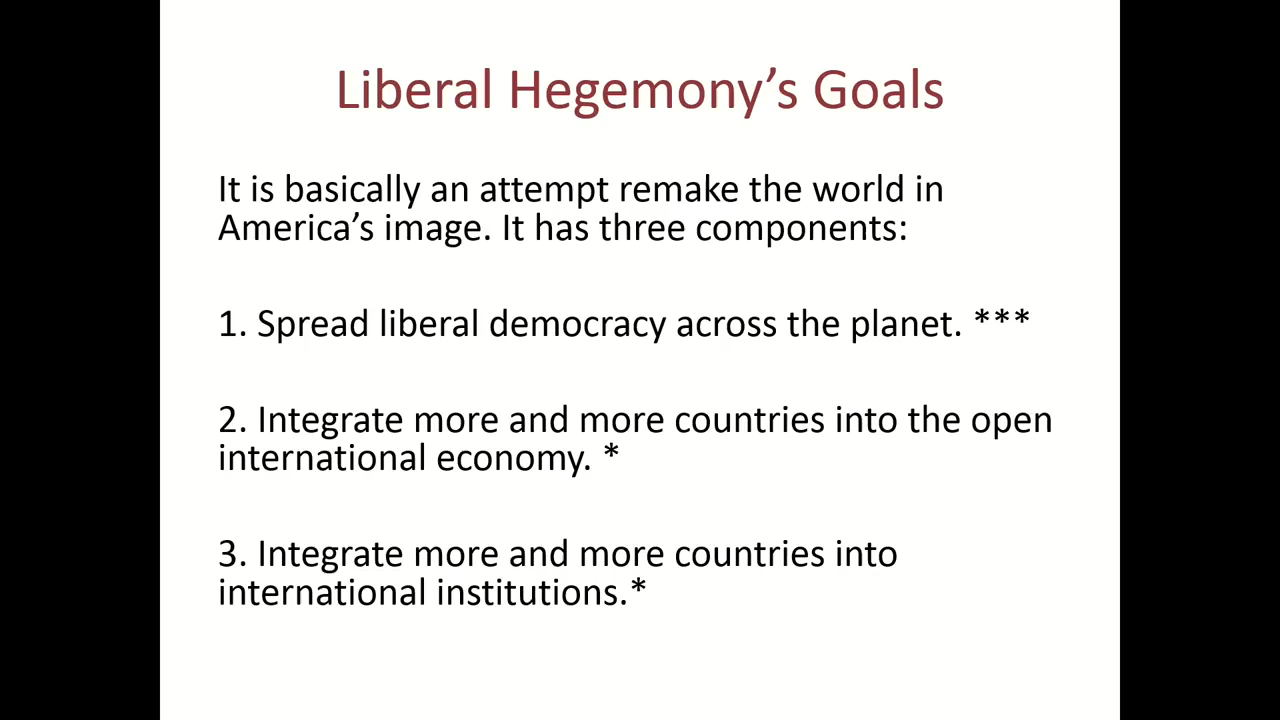 Liberal Hegemony’s Goals
It is basically an attempt remake the world in
America’s image. It has three components:
1. Spread liberal democracy across the planet. ***
2. Integrate more and more countries into the open
international economy. *
3. Integrate more and more countries into
international institutions.*